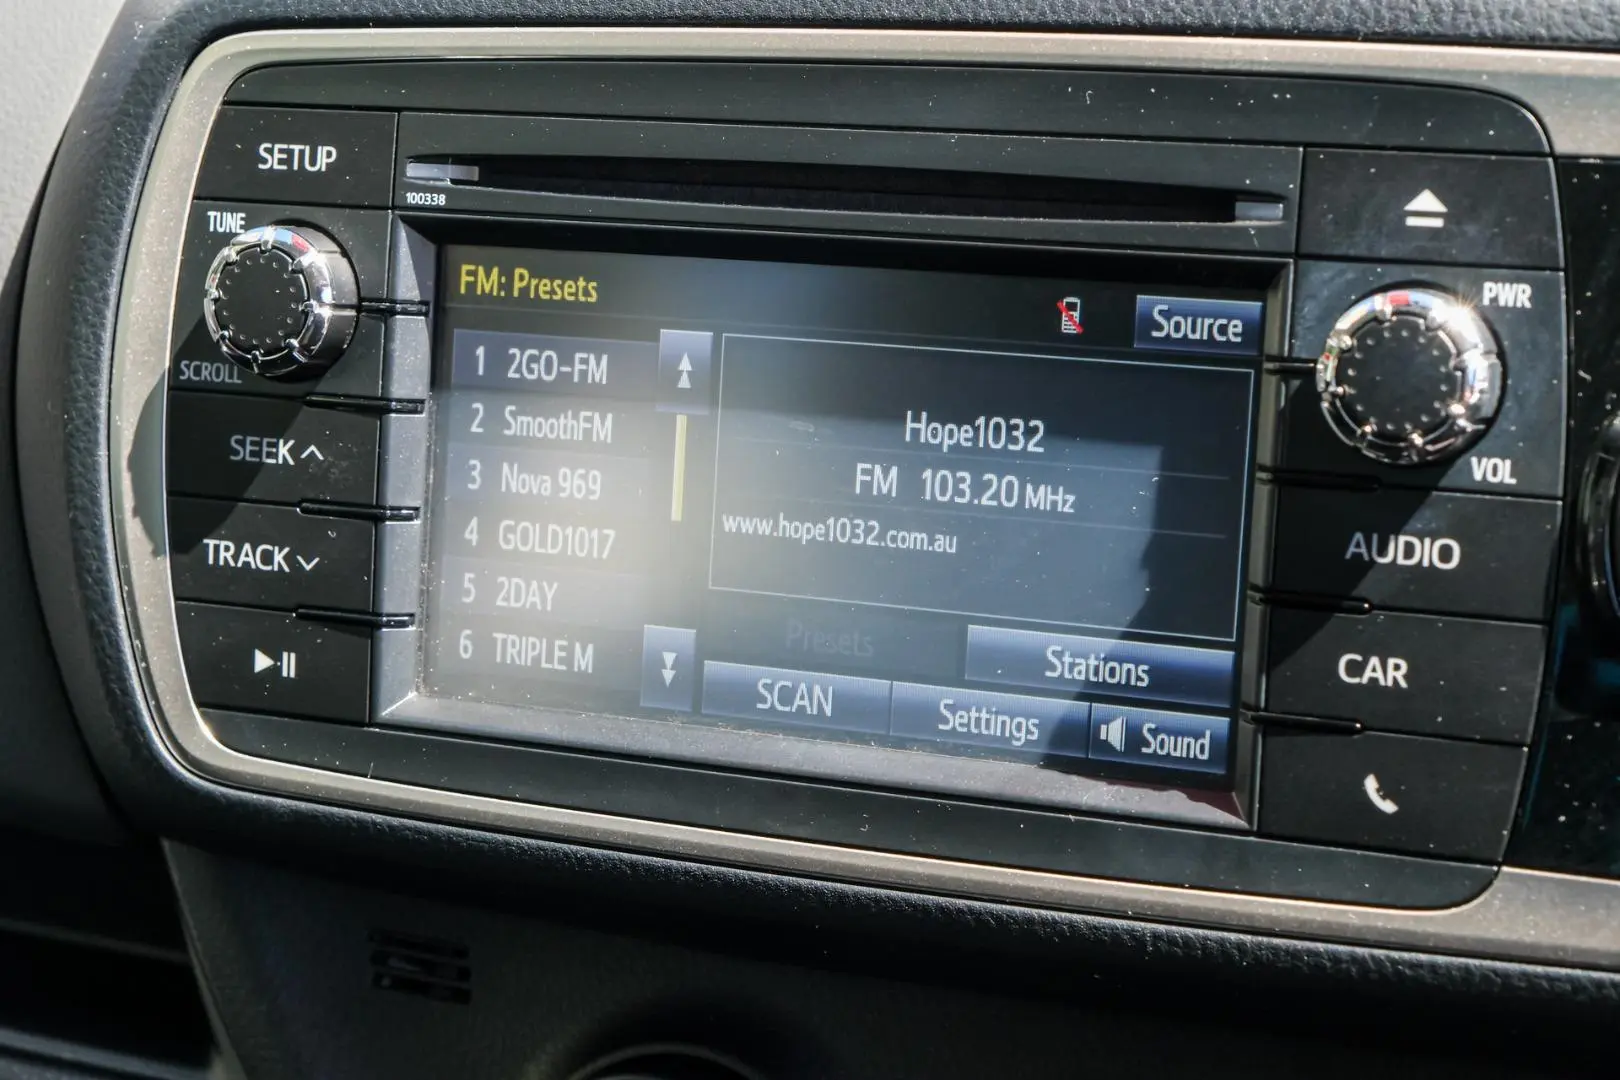 SETUP
100338
TUNE
SCROLL
SEEK
TRACK
FM: Presets
Source
1 2GO-FM
2 SmoothFM
3 Nova 969
4 GOLD1017
5 2DAY
6 TRIPLE M
Hope1032
FM 103.20 MHz
www.hope1032.com.au
Presets
Stations
SCAN
Settings
Sound
PWR
VOL
AUDIO
CAR